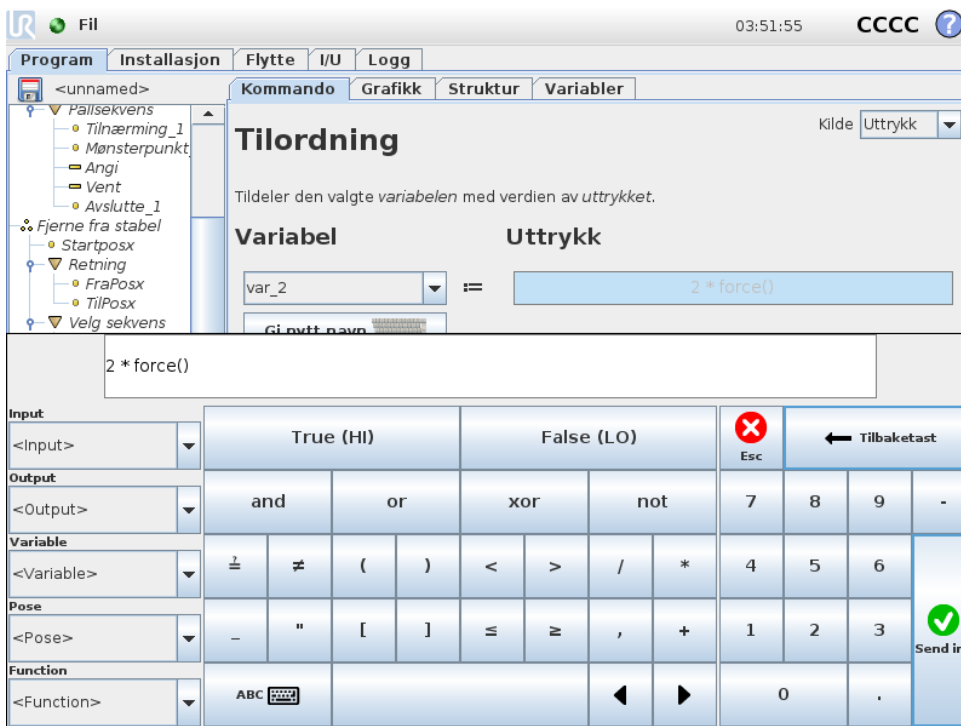 UR Fil 03:51:55 CCCC ?
Program Installasjon Flytte I/U Logg
<unnamed>
Kommando Grafikk Struktur Variabler
Pallsekvens
Tilnærming_1
Mønsterpunkt
Angi
Vent
Avslutte_1
Fjerne fra stabel
Startposx
Retning
FraPosx
TilPosx
Velg sekvens
Tilordning
Kilde Uttrykk
Tildeler den valgte variabelen med verdien av uttrykket.
Variabel Uttrykk
var_2 := 2 * force()
Gi nytt navn
2 * force()
Input
<Input>
True (HI) False (LO) Esc Tilbaketast
Output
<Output>
and or xor not 7 8 9 -
Variable
<Variable>
≟ ≠ ( ) < > / * 4 5 6
Pose
<Pose>
_ " [ ] ≤ ≥ , + 1 2 3
Send in
Function
<Function>
ABC 0 .